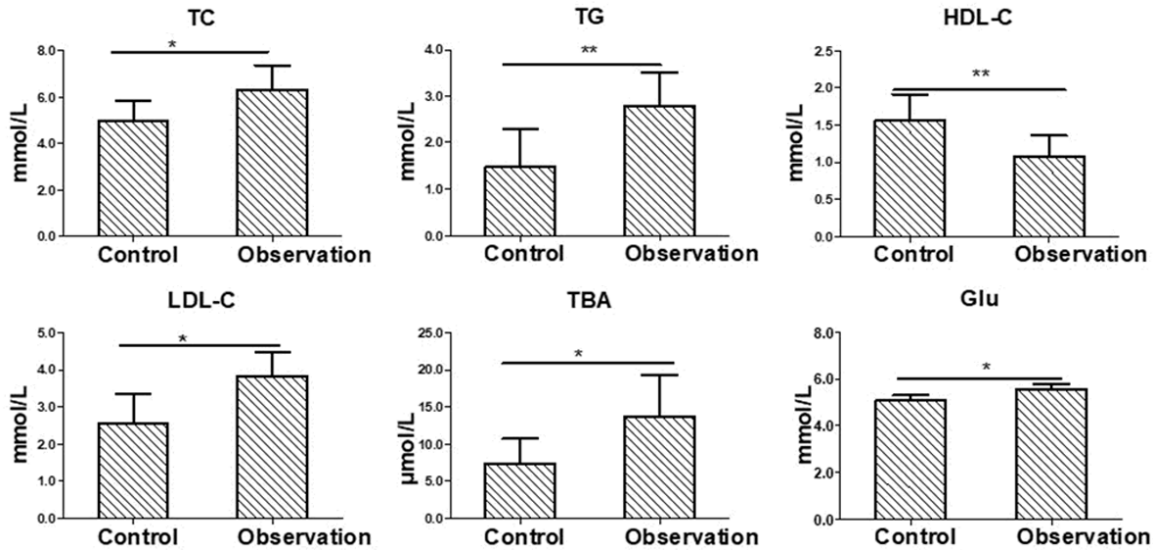 TC
mmol/L
8.0
6.0
4.0
2.0
0.0
*
Control Observation
TG
mmol/L
4.0
3.0
2.0
1.0
0.0
**
Control Observation
HDL-C
mmol/L
2.5
2.0
1.5
1.0
0.5
0.0
**
Control Observation
LDL-C
mmol/L
5.0
4.0
3.0
2.0
1.0
0.0
*
Control Observation
TBA
μmol/L
25.0
20.0
15.0
10.0
5.0
0.0
*
Control Observation
Glu
mmol/L
8.0
6.0
4.0
2.0
0.0
*
Control Observation